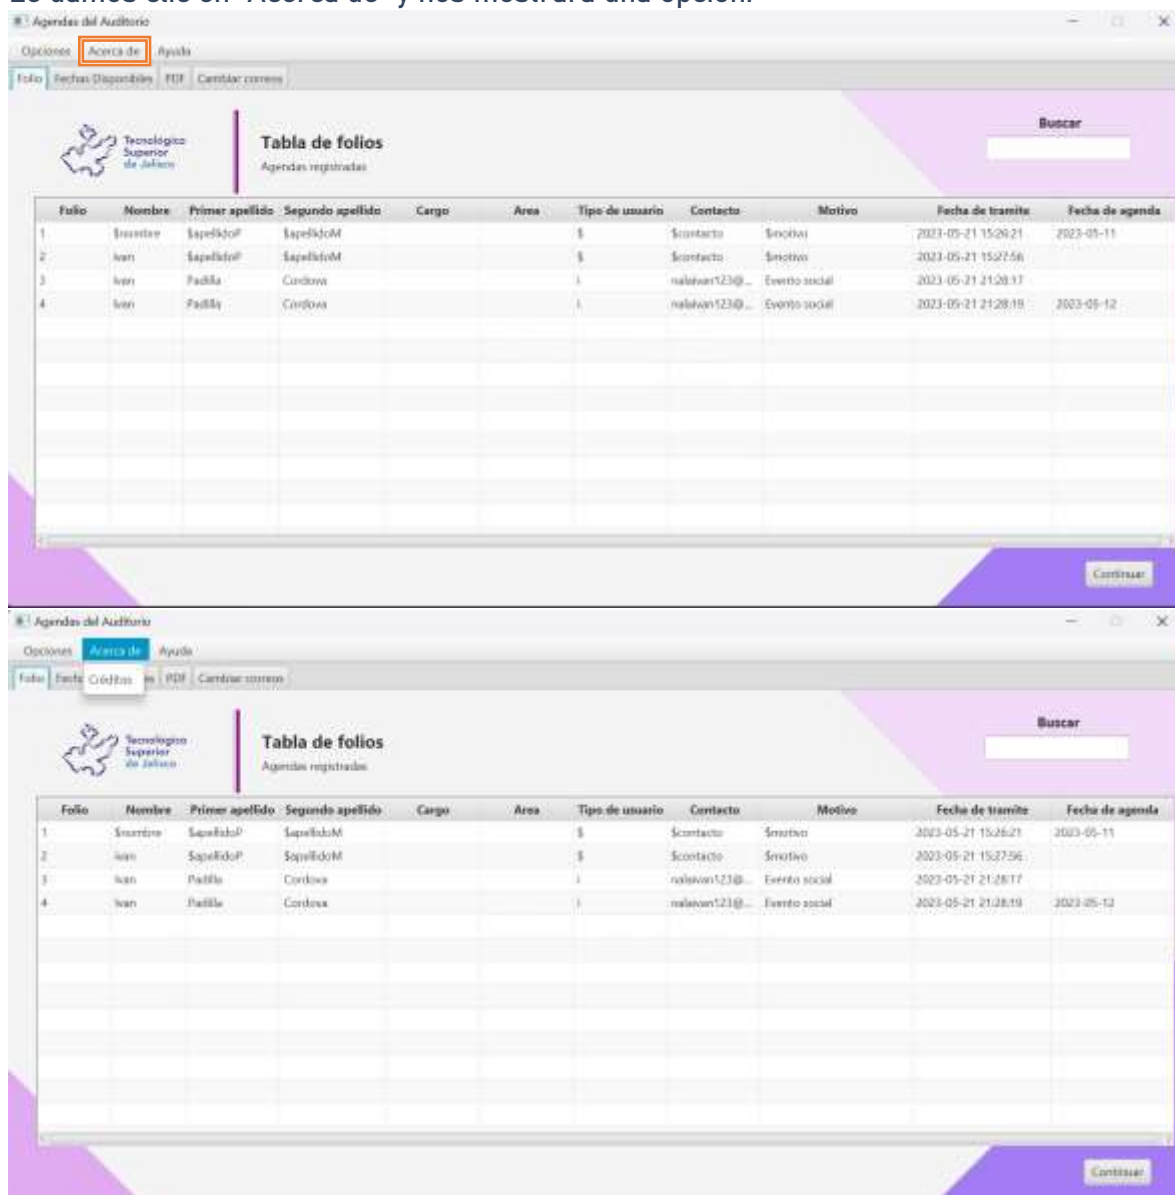 Le damos clic en "Acerca de" y nos mostrará una opción.
Agendas del Auditorio
Opciones Acerca de Ayuda
Folio Fechas Disponibles PDF Cambiar correos
Tecnológico
Superior
de Jalisco
Tabla de folios
Agendas registradas
Buscar
Folio Nombre Primer apellido Segundo apellido Cargo Area Tipo de usuario Contacto Motivo Fecha de tramite Fecha de agenda
1 $nombre $apellidoP $apellidoM $ $contacto $motivo 2023-05-21 15:26:21 2023-05-11
2 ivan $apellidoP $apellidoM $ $contacto $motivo 2023-05-21 15:27:56
3 Ivan Padilla Cordova i nalaivan123@... Evento social 2023-05-21 21:28:17
4 Ivan Padilla Cordova i nalaivan123@... Evento social 2023-05-21 21:28:19 2023-05-12
Continuar
Agendas del Auditorio
Opciones Acerca de Ayuda
Folio Créditos PDF Cambiar correos
Tecnológico
Superior
de Jalisco
Tabla de folios
Agendas registradas
Buscar
Folio Nombre Primer apellido Segundo apellido Cargo Area Tipo de usuario Contacto Motivo Fecha de tramite Fecha de agenda
1 $nombre $apellidoP $apellidoM $ $contacto $motivo 2023-05-21 15:26:21 2023-05-11
2 ivan $apellidoP $apellidoM $ $contacto $motivo 2023-05-21 15:27:56
3 Ivan Padilla Cordova i nalaivan123@... Evento social 2023-05-21 21:28:17
4 Ivan Padilla Cordova i nalaivan123@... Evento social 2023-05-21 21:28:19 2023-05-12
Continuar